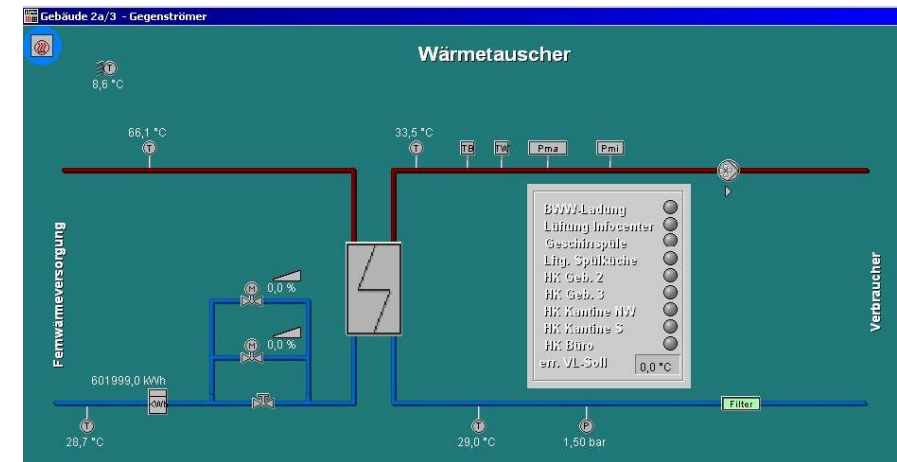 Gebäude 2a/3 - Gegenströmer
Wärmetauscher
T
8,6 °C
66,1 °C
T
33,5 °C
T
TB
TW
Pma
Pmi
BWW-Ladung
Lüftung Infocenter
Geschirrspüle
Lftg. Spülküche
HK Geb. 2
HK Geb. 3
HK Kantine NW
HK Kantine S
HK Büro
err. VL-Soll
0,0 °C
Fernwärmeversorgung
Verbraucher
M
0,0 %
M
0,0 %
601999,0 kWh
kWh
Filter
T
28,7 °C
T
29,0 °C
P
1,50 bar